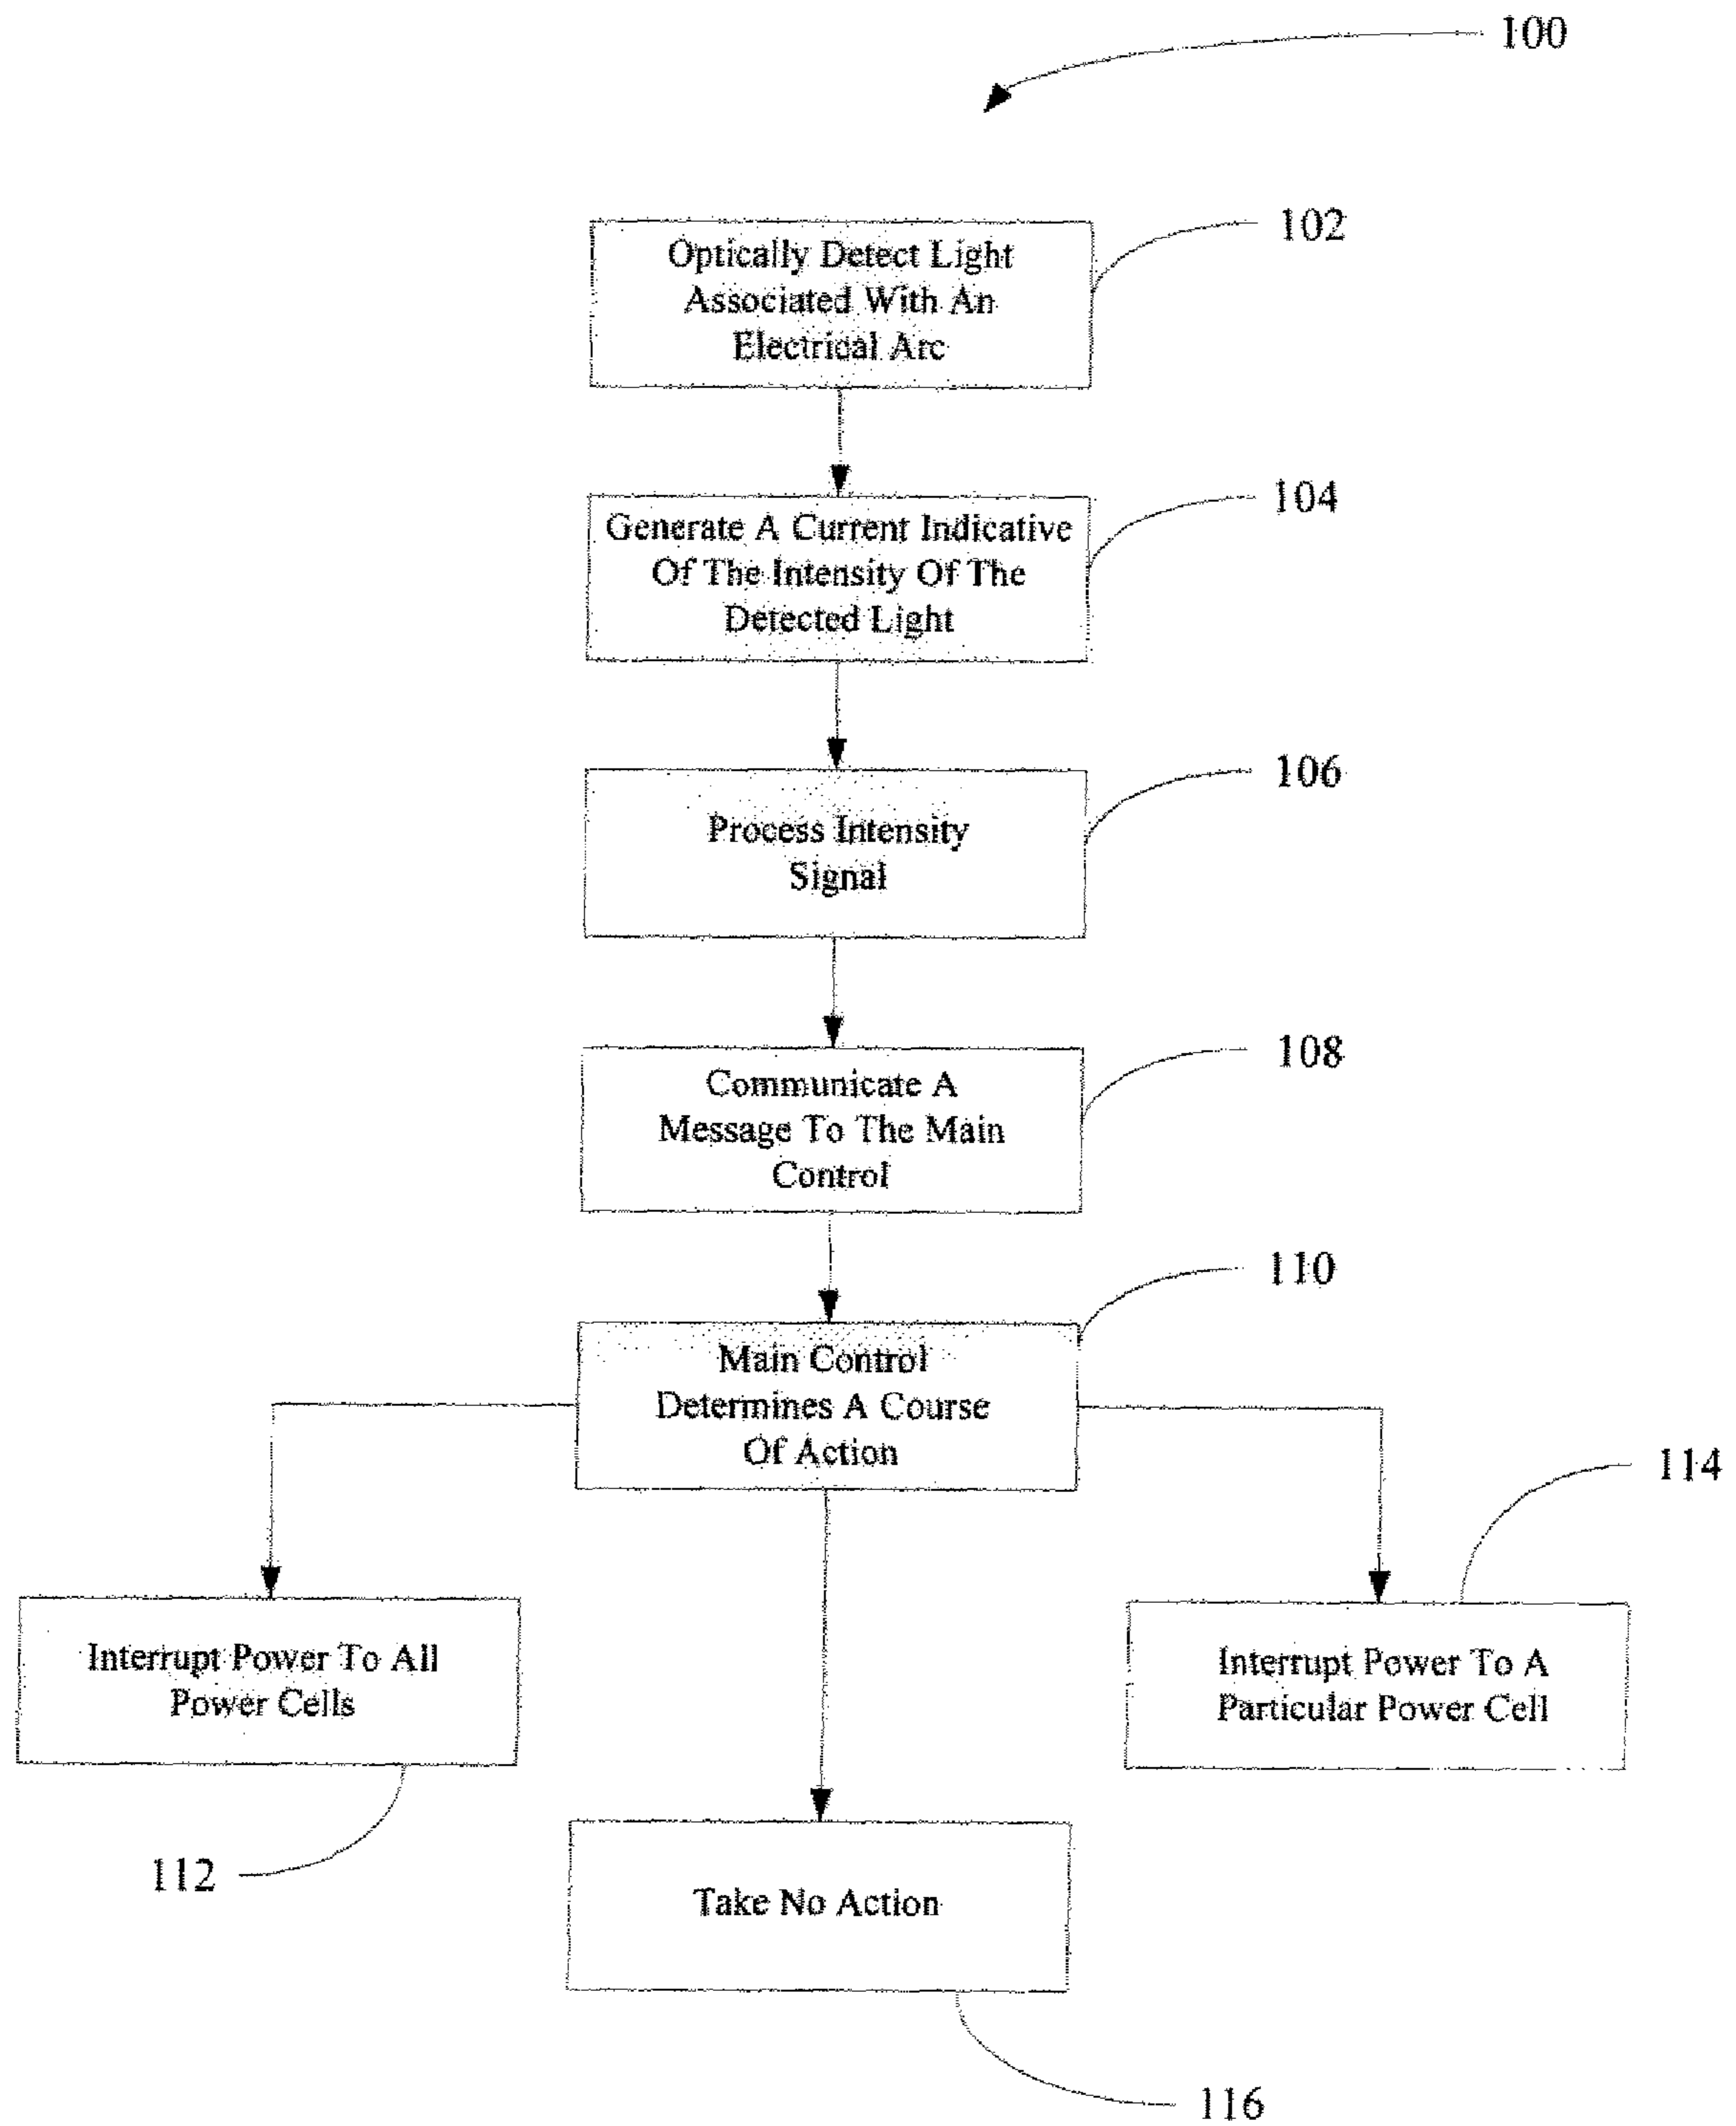 100
102
Optically Detect Light
Associated With An
Electrical Arc
104
Generate A Current Indicative
Of The Intensity Of The
Detected Light
106
Process Intensity
Signal
108
Communicate A
Message To The Main
Control
110
Main Control
Determines A Course
Of Action
114
Interrupt Power To All
Power Cells
Interrupt Power To A
Particular Power Cell
112
Take No Action
116